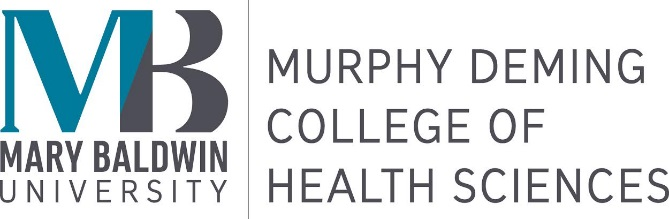 MB
MARY BALDWIN
UNIVERSITY
MURPHY DEMING
COLLEGE OF
HEALTH SCIENCES